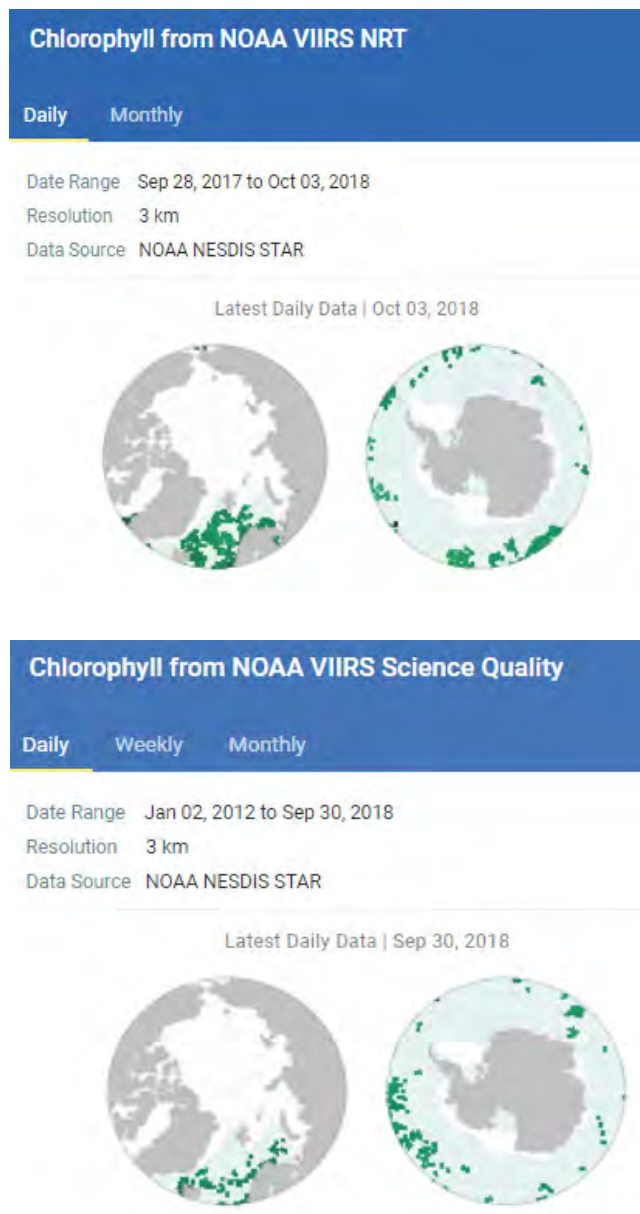 Chlorophyll from NOAA VIIRS NRT
Daily Monthly
Date Range Sep 28, 2017 to Oct 03, 2018
Resolution 3 km
Data Source NOAA NESDIS STAR
Latest Daily Data | Oct 03, 2018
Chlorophyll from NOAA VIIRS Science Quality
Daily Weekly Monthly
Date Range Jan 02, 2012 to Sep 30, 2018
Resolution 3 km
Data Source NOAA NESDIS STAR
Latest Daily Data | Sep 30, 2018